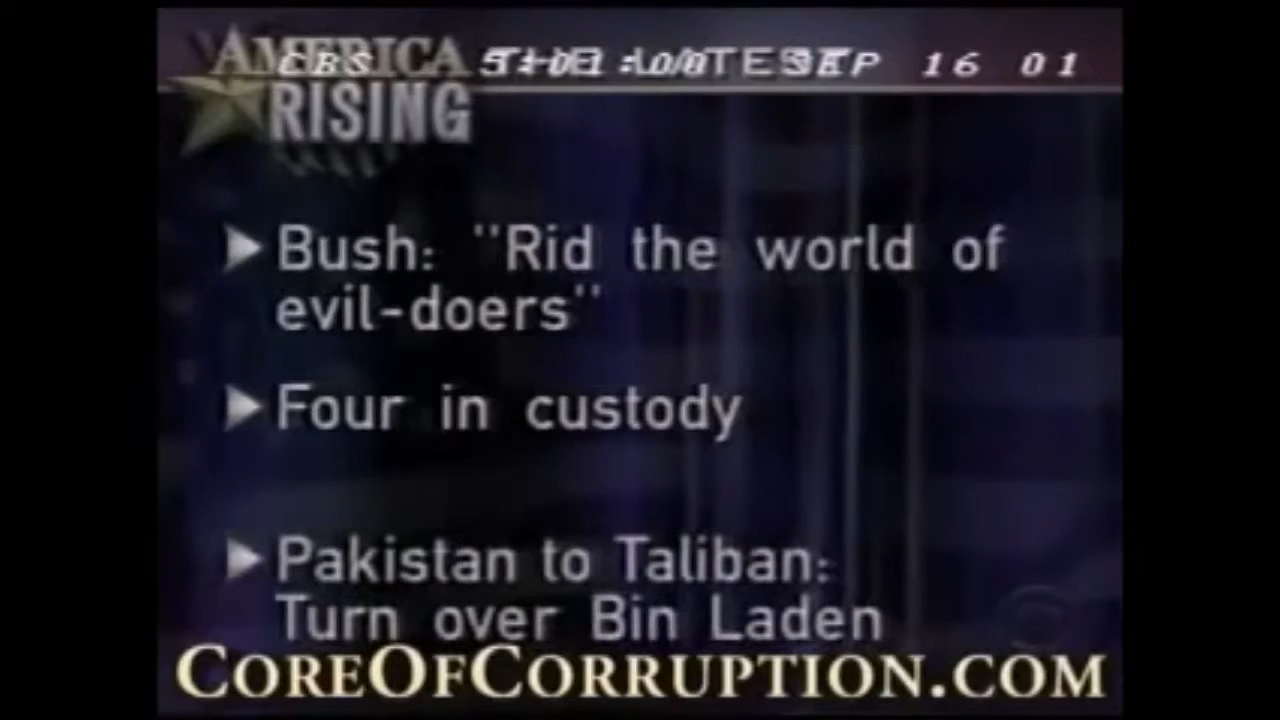 AMERICA
RISING
CBS SEP 16 01
Bush: "Rid the world of
evil-doers"
Four in custody
Pakistan to Taliban:
Turn over Bin Laden
COREOFCORRUPTION.COM